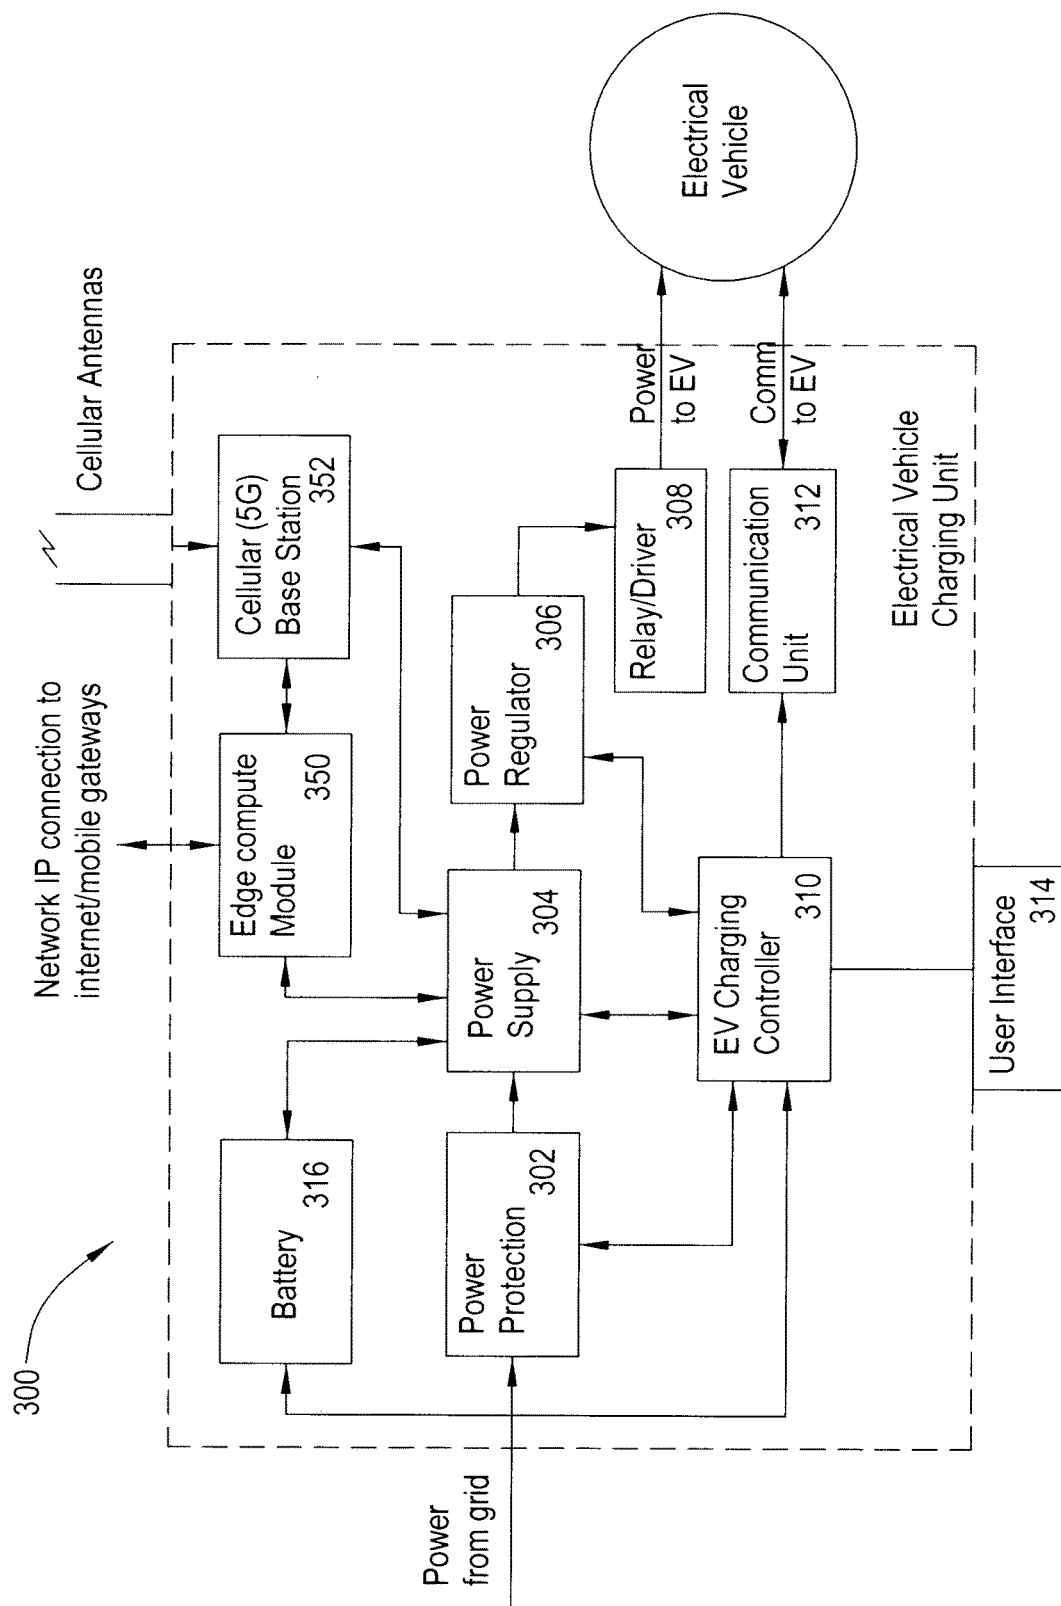 300
Network IP connection to
internet/mobile gateways
Cellular Antennas
Battery
316
Edge compute
Module
350
Cellular (5G)
Base Station
352
Power
from grid
Power
Protection
302
Power
Supply
304
Power
Regulator
306
Relay/Driver
308
Power
to EV
Electrical
Vehicle
EV Charging
Controller
310
Communication
Unit
312
Comm
to EV
Electrical Vehicle
Charging Unit
User Interface
314